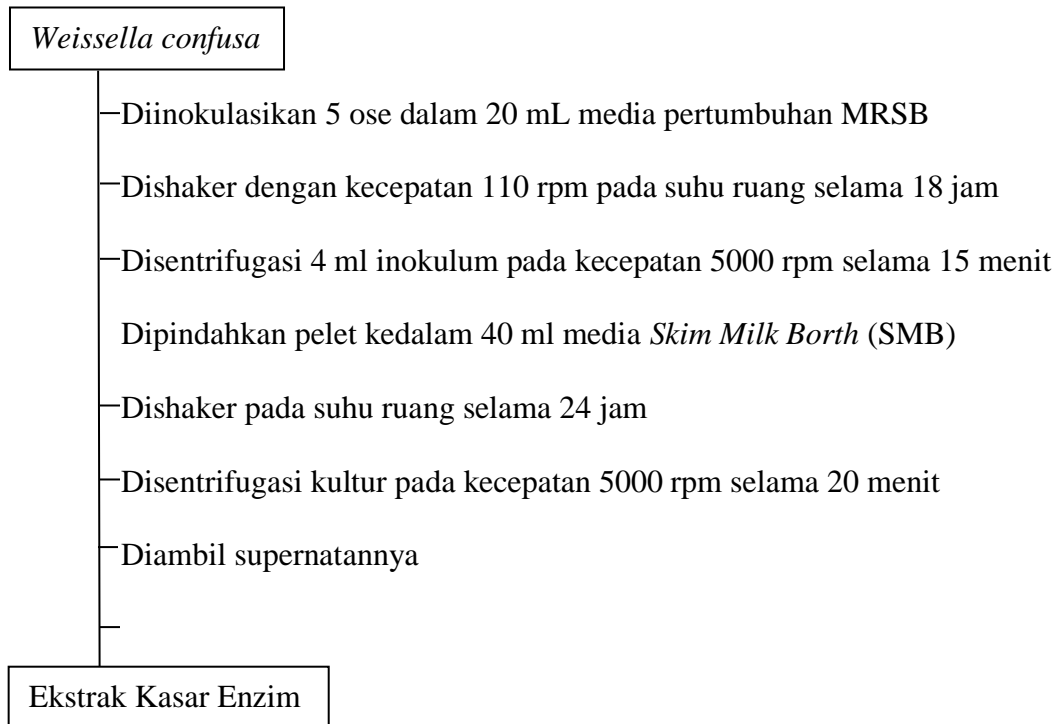 Weissella confusa
Diinokulasikan 5 ose dalam 20 mL media pertumbuhan MRSB
Dishaker dengan kecepatan 110 rpm pada suhu ruang selama 18 jam
Disentrifugasi 4 ml inokulum pada kecepatan 5000 rpm selama 15 menit
Dipindahkan pelet kedalam 40 ml media Skim Milk Borth (SMB)
Dishaker pada suhu ruang selama 24 jam
Disentrifugasi kultur pada kecepatan 5000 rpm selama 20 menit
Diambil supernatannya
Ekstrak Kasar Enzim